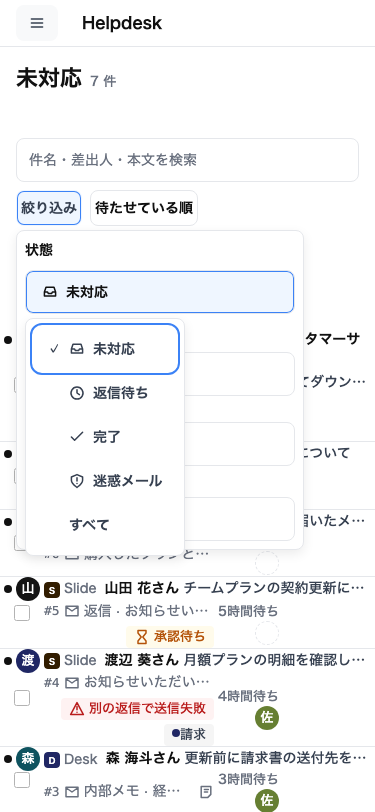 Helpdesk
未対応 7 件
件名・差出人・本文を検索
絞り込み 待たせている順
状態
未対応
✓ 未対応
タマーサ
返信待ち
てダウン…
完了
について
迷惑メール
すべて
届いたメ…
購入したプランと…
山 S Slide 山田 花さん チームプランの契約更新に…
#5 返信 · お知らせい… 5時間待ち
承認待ち
渡 S Slide 渡辺 葵さん 月額プランの明細を確認し…
#4 お知らせいただい… 4時間待ち
別の返信で送信失敗 佐
請求
森 D Desk 森 海斗さん 更新前に請求書の送付先を…
#3 内部メモ · 経… 3時間待ち
佐